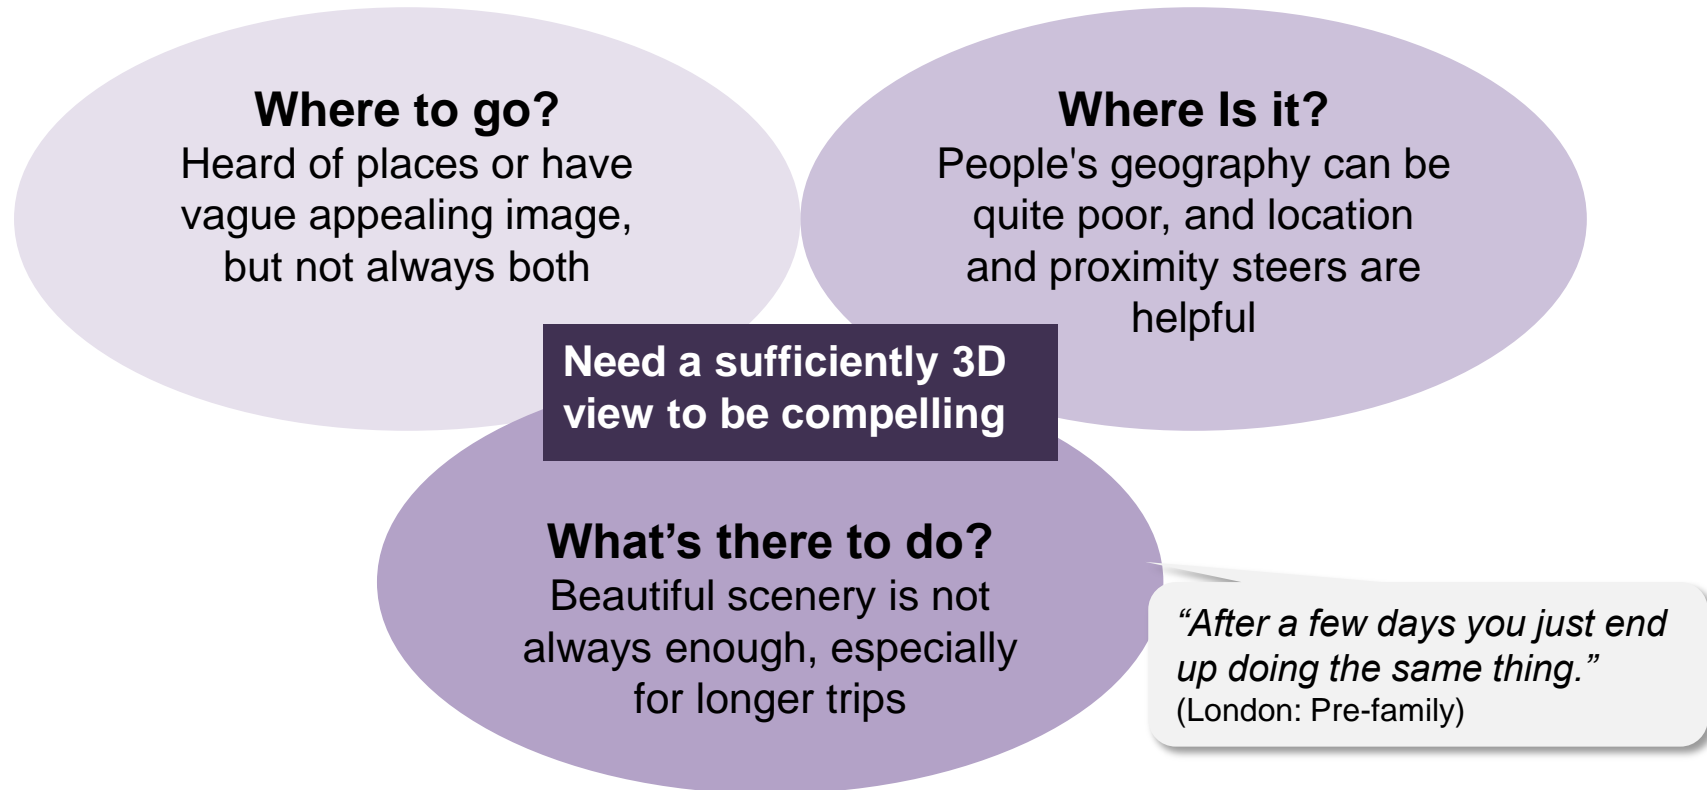 Where to go?
Heard of places or have
vague appealing image,
but not always both
Where Is it?
People's geography can be
quite poor, and location
and proximity steers are
helpful
Need a sufficiently 3D
view to be compelling
What’s there to do?
Beautiful scenery is not
always enough, especially
for longer trips
“After a few days you just end
up doing the same thing.”
(London: Pre-family)